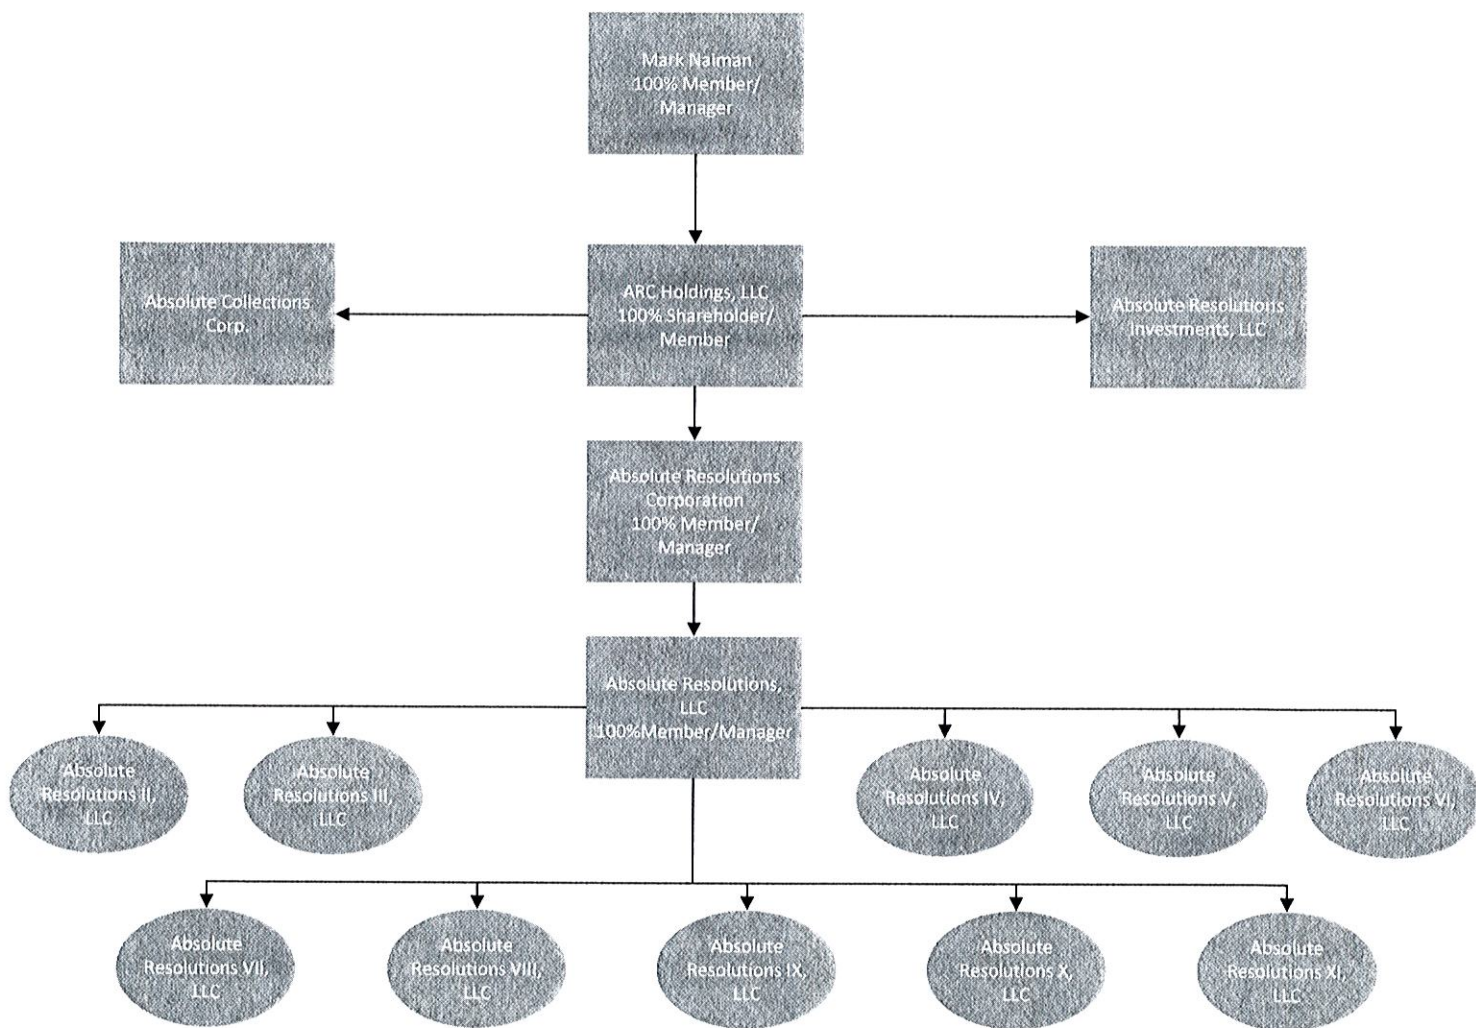 Mark Naiman
100% Member/
Manager
Absolute Collections
Corp.
ARC Holdings, LLC
100% Shareholder/
Member
Absolute Resolutions
Investments, LLC
Absolute Resolutions
Corporation
100% Member/
Manager
Absolute Resolutions,
LLC
100%Member/Manager
Absolute
Resolutions II,
LLC
Absolute
Resolutions III,
LLC
Absolute
Resolutions IV,
LLC
Absolute
Resolutions V,
LLC
Absolute
Resolutions VI,
LLC
Absolute
Resolutions VII,
LLC
Absolute
Resolutions VIII,
LLC
Absolute
Resolutions IX,
LLC
Absolute
Resolutions X,
LLC
Absolute
Resolutions XI,
LLC